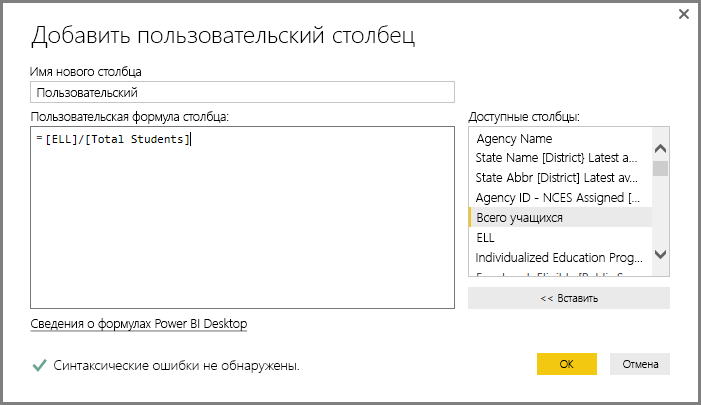 Добавить пользовательский столбец
Имя нового столбца
Пользовательский
Пользовательская формула столбца:
= [ELL]/[Total Students]
Доступные столбцы:
Agency Name
State Name [District} Latest a...
State Abbr [District] Latest av...
Agency ID - NCES Assigned [...
Всего учащихся
ELL
Individualized Education Prog...
<< Вставить
Сведения о формулах Power BI Desktop
Синтаксические ошибки не обнаружены.
ОК
Отмена